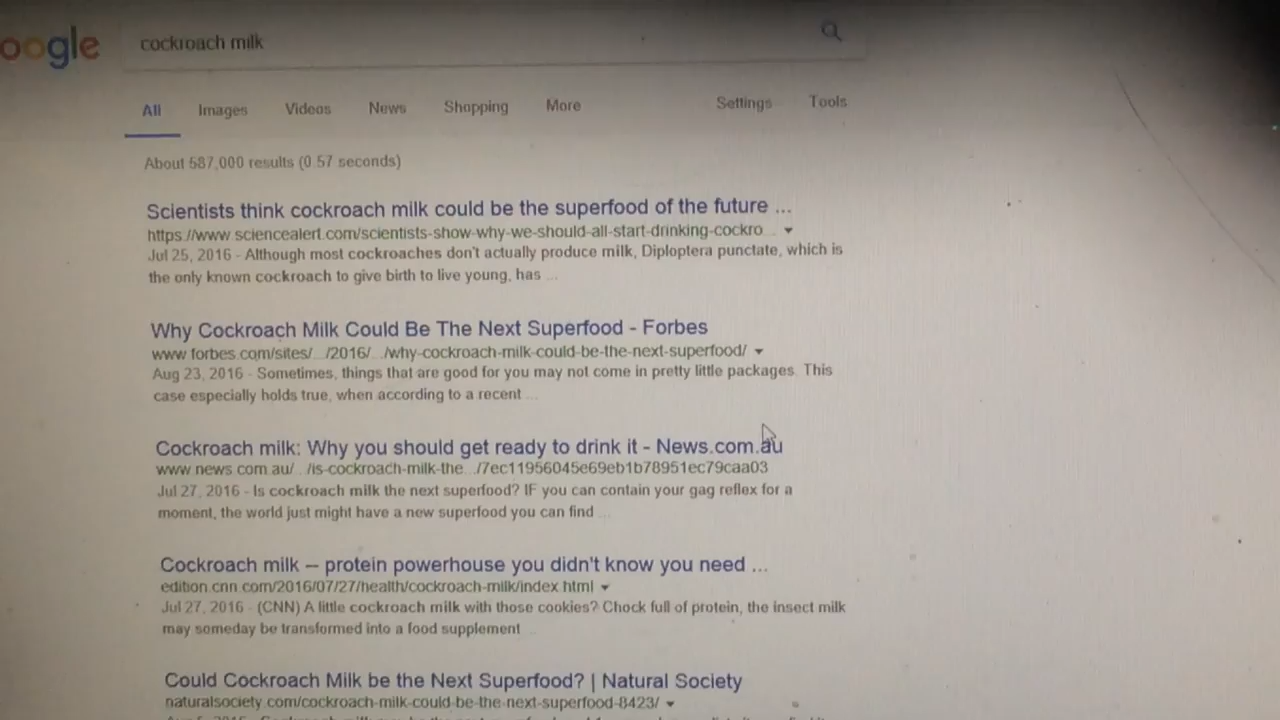 oogle
cockroach milk
All Images Videos News Shopping More Settings Tools
About 587,000 results (0.57 seconds)
Scientists think cockroach milk could be the superfood of the future ...
https://www.sciencealert.com/scientists-show-why-we-should-all-start-drinking-cockro...
Jul 25, 2016 - Although most cockroaches don't actually produce milk, Diploptera punctate, which is
the only known cockroach to give birth to live young, has ...
Why Cockroach Milk Could Be The Next Superfood - Forbes
www.forbes.com/sites/.../2016/.../why-cockroach-milk-could-be-the-next-superfood/
Aug 23, 2016 - Sometimes, things that are good for you may not come in pretty little packages. This
case especially holds true, when according to a recent ...
Cockroach milk: Why you should get ready to drink it - News.com.au
www.news.com.au/.../is-cockroach-milk-the.../7ec11956045e69eb1b78951ec79caa03
Jul 27, 2016 - Is cockroach milk the next superfood? IF you can contain your gag reflex for a
moment, the world just might have a new superfood you can find ...
Cockroach milk – protein powerhouse you didn't know you need ...
edition.cnn.com/2016/07/27/health/cockroach-milk/index.html
Jul 27, 2016 - (CNN) A little cockroach milk with those cookies? Chock full of protein, the insect milk
may someday be transformed into a food supplement ...
Could Cockroach Milk be the Next Superfood? | Natural Society
naturalsociety.com/cockroach-milk-could-be-the-next-superfood-8423/